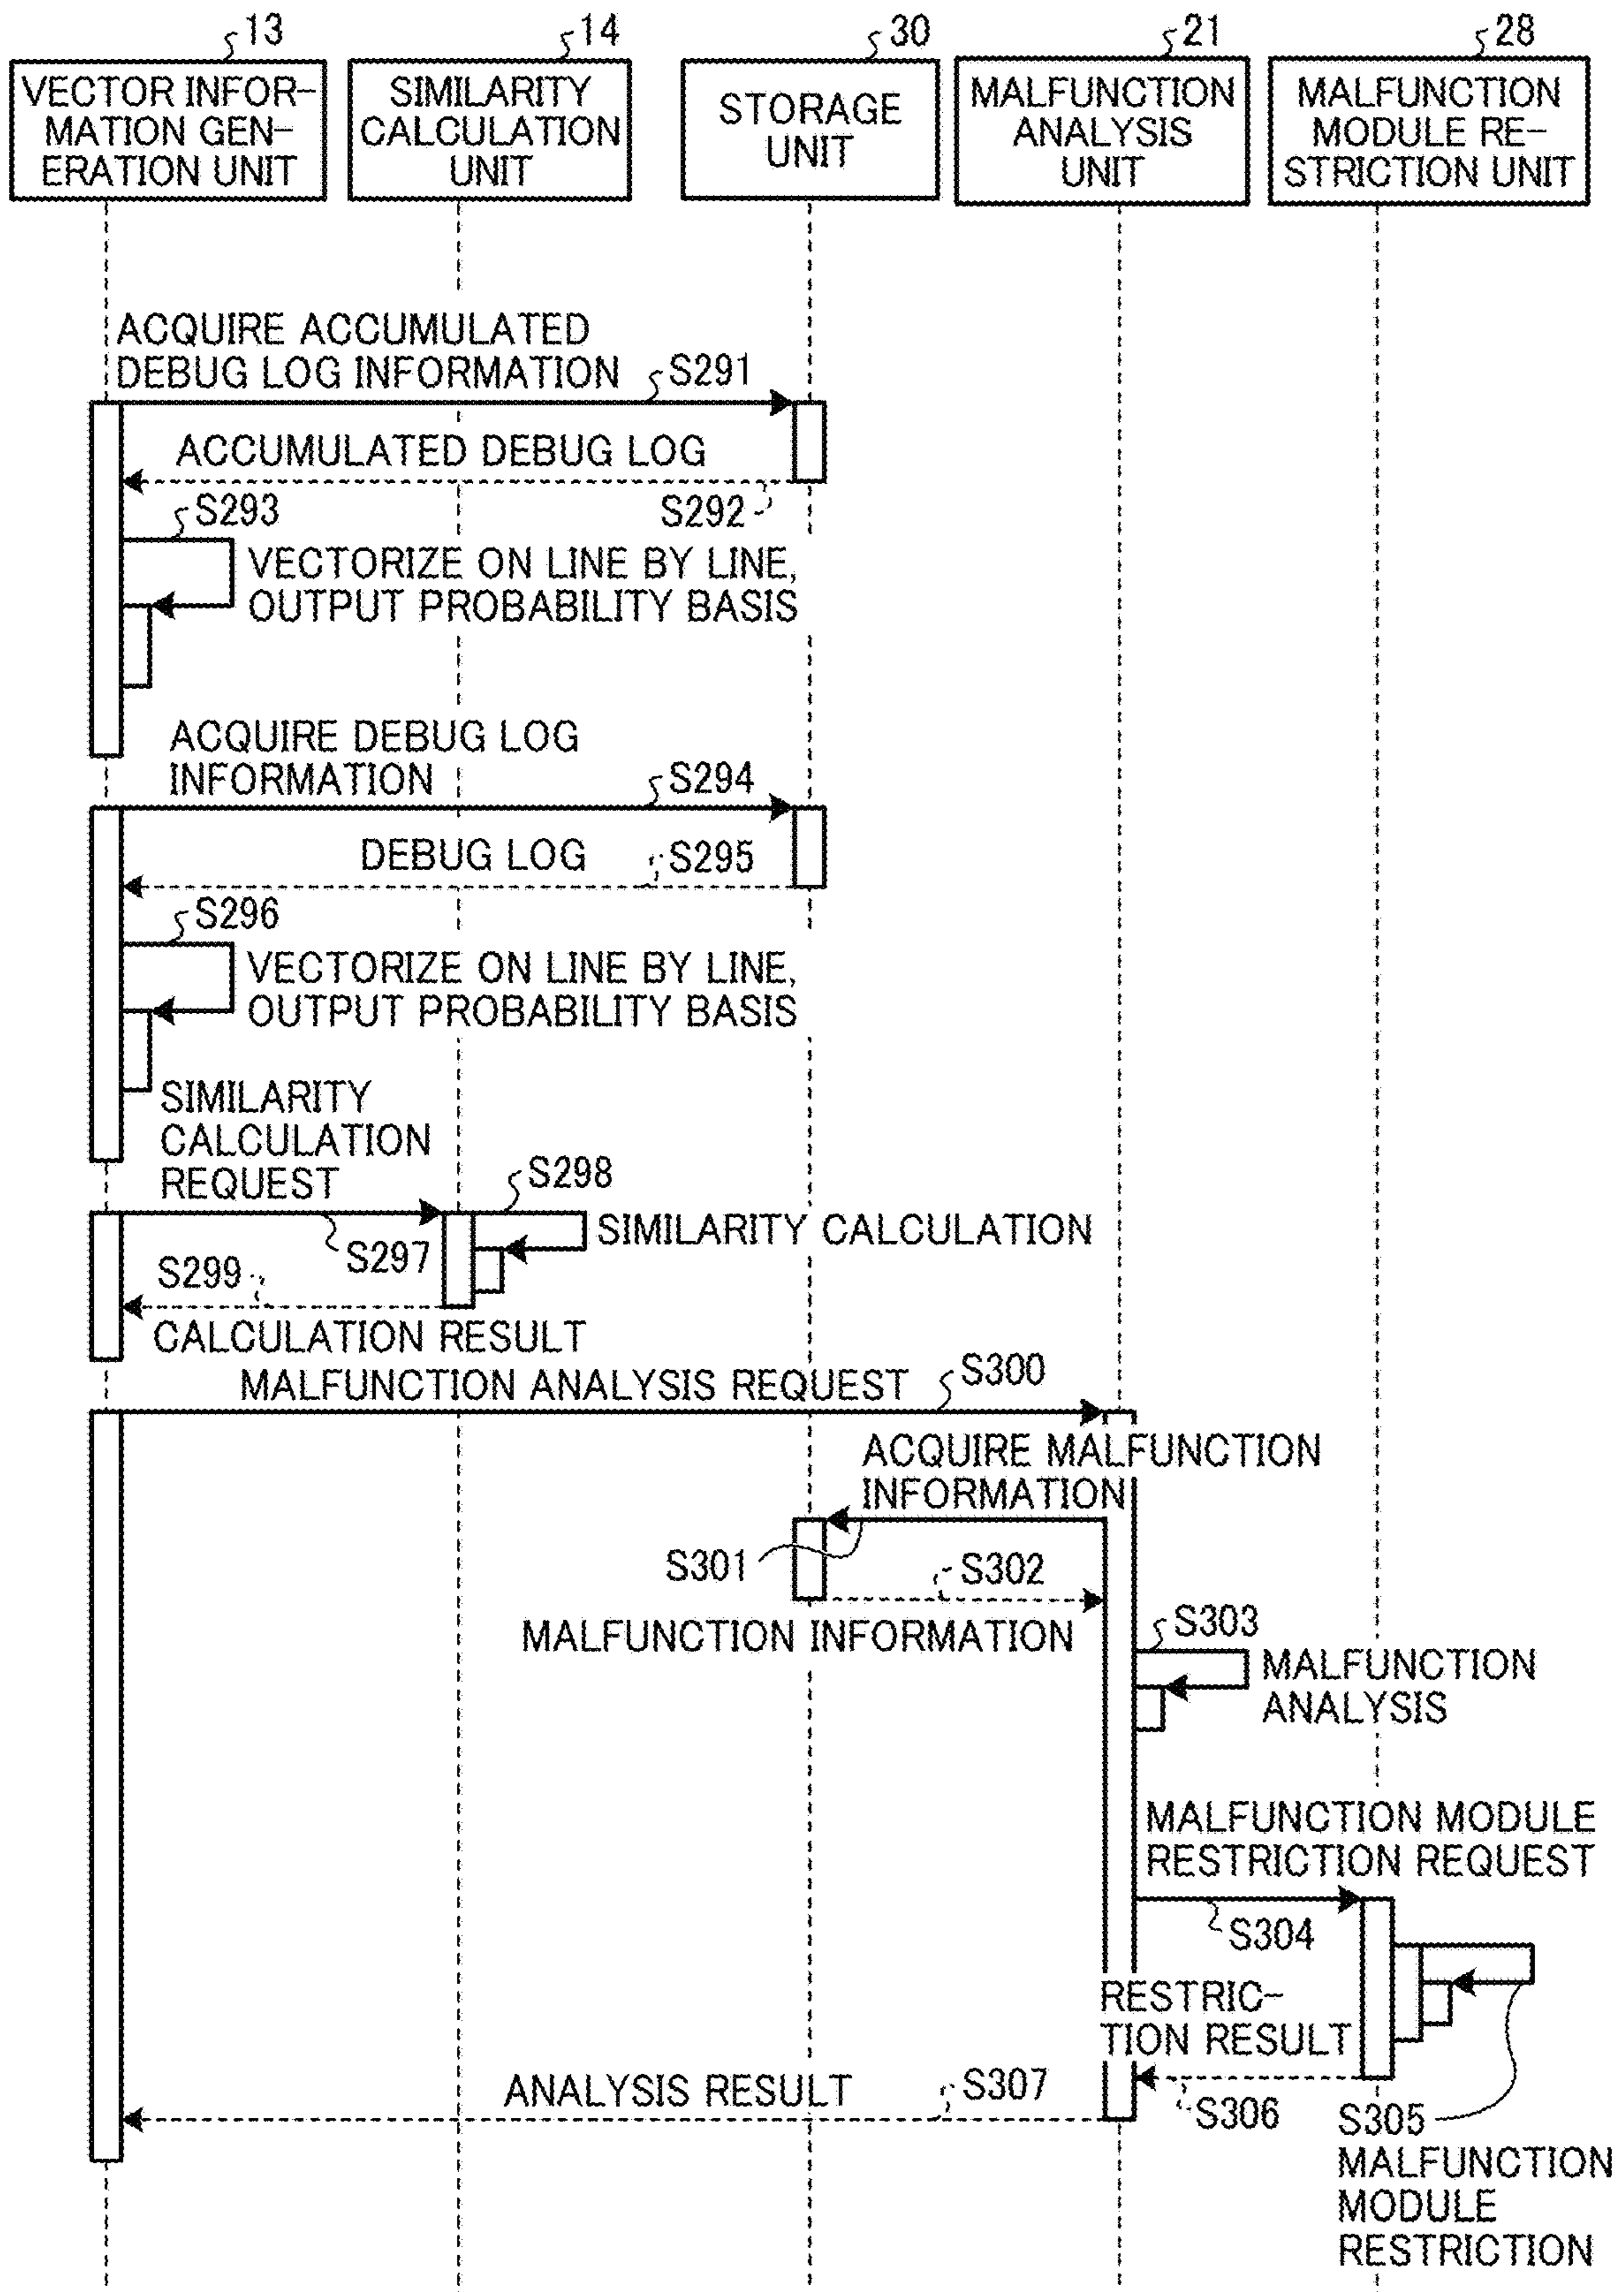 13
14
30
21
28
VECTOR INFOR-
MATION GEN-
ERATION UNIT
SIMILARITY
CALCULATION
UNIT
STORAGE
UNIT
MALFUNCTION
ANALYSIS
UNIT
MALFUNCTION
MODULE RE-
STRICTION UNIT
ACQUIRE ACCUMULATED
DEBUG LOG INFORMATION
S291
ACCUMULATED DEBUG LOG
S292
S293
VECTORIZE ON LINE BY LINE,
OUTPUT PROBABILITY BASIS
ACQUIRE DEBUG LOG
INFORMATION
S294
DEBUG LOG
S295
S296
VECTORIZE ON LINE BY LINE,
OUTPUT PROBABILITY BASIS
SIMILARITY
CALCULATION
REQUEST
S297
S298
SIMILARITY CALCULATION
S299
CALCULATION RESULT
MALFUNCTION ANALYSIS REQUEST
S300
ACQUIRE MALFUNCTION
INFORMATION
S301
S302
MALFUNCTION INFORMATION
S303
MALFUNCTION
ANALYSIS
MALFUNCTION MODULE
RESTRICTION REQUEST
S304
RESTRIC-
TION RESULT
S306
S305
MALFUNCTION
MODULE
RESTRICTION
ANALYSIS RESULT
S307